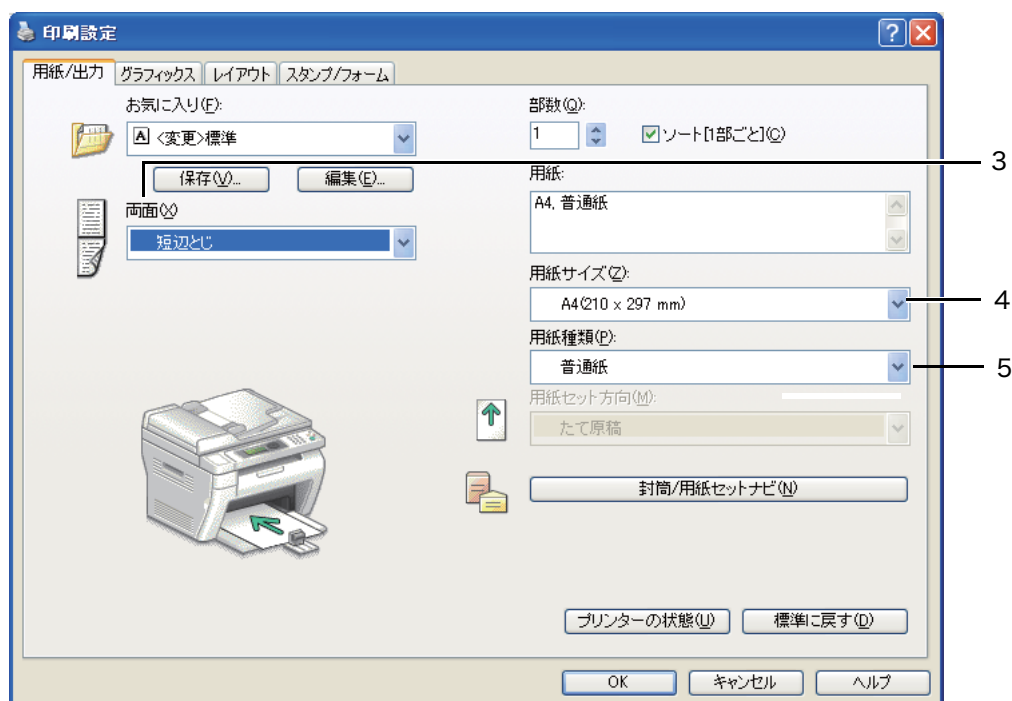 印刷設定
用紙/出力 グラフィックス レイアウト スタンプ/フォーム
お気に入り(F):
A <変更>標準
保存(V)... 編集(E)...
両面(X)
短辺とじ
部数(Q):
1 ソート[1部ごと](C)
3
用紙:
A4, 普通紙
用紙サイズ(Z):
A4(210 x 297 mm)
4
用紙種類(P):
普通紙
5
用紙セット方向(M):
たて原稿
封筒/用紙セットナビ(N)
プリンターの状態(U) 標準に戻す(D)
OK キャンセル ヘルプ